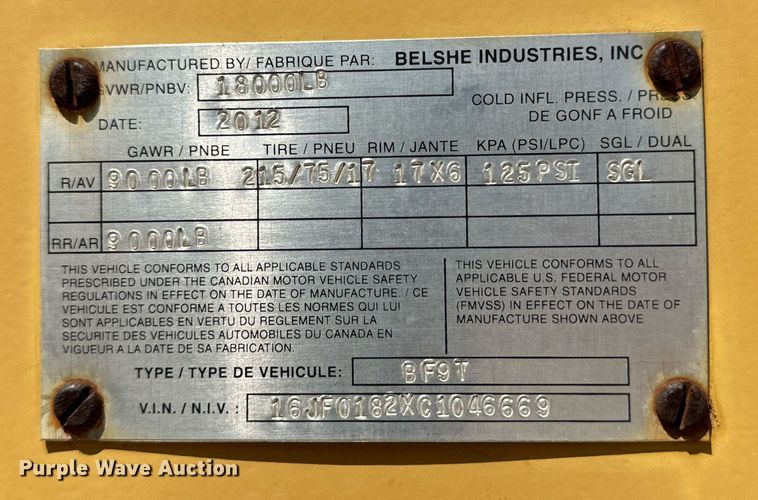 MANUFACTURED BY/ FABRIQUE PAR: BELSHE INDUSTRIES, INC
GVWR/PNBV: 18000LB
COLD INFL. PRESS. / PRESS.
DE GONF A FROID
DATE: 2012
GAWR / PNBE TIRE / PNEU RIM / JANTE KPA (PSI/LPC) SGL / DUAL
R/AV 9000LB 215/75/17 17X6 125PSI SGL
RR/AR 9000LB
THIS VEHICLE CONFORMS TO ALL APPLICABLE STANDARDS
PRESCRIBED UNDER THE CANADIAN MOTOR VEHICLE SAFETY
REGULATIONS IN EFFECT ON THE DATE OF MANUFACTURE. / CE
VEHICULE EST CONFORME A TOUTES LES NORMES QUI LUI
SONT APPLICABLES EN VERTU DU REGLEMENT SUR LA
SECURITE DES VEHICULES AUTOMOBILES DU CANADA EN
VIGUEUR A LA DATE DE SA FABRICATION.
THIS VEHICLE CONFORMS TO ALL
APPLICABLE U.S. FEDERAL MOTOR
VEHICLE SAFETY STANDARDS
(FMVSS) IN EFFECT ON THE DATE OF
MANUFACTURE SHOWN ABOVE
TYPE / TYPE DE VEHICULE: BF9T
V.I.N. / N.I.V. : 16JF0182XC1046669
Purple Wave Auction